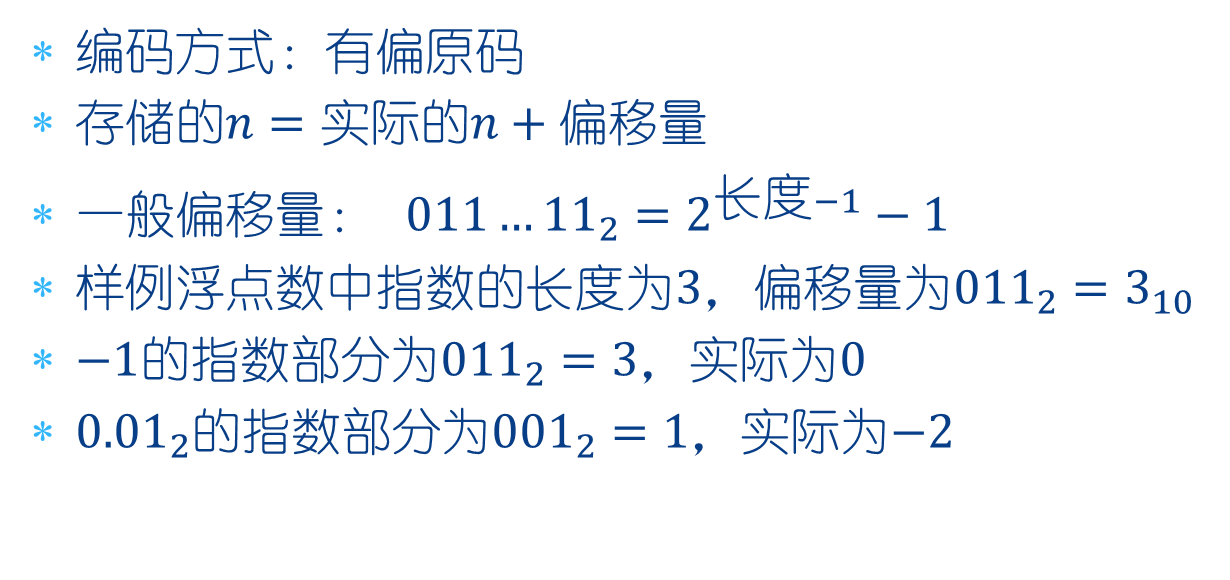 * 编码方式：有偏原码
* 存储的n = 实际的n + 偏移量
* 一般偏移量： 011 … 11₂ = 2^长度−1 − 1
* 样例浮点数中指数的长度为3，偏移量为011₂ = 3₁₀
* −1的指数部分为011₂ = 3，实际为0
* 0.01₂的指数部分为001₂ = 1，实际为−2